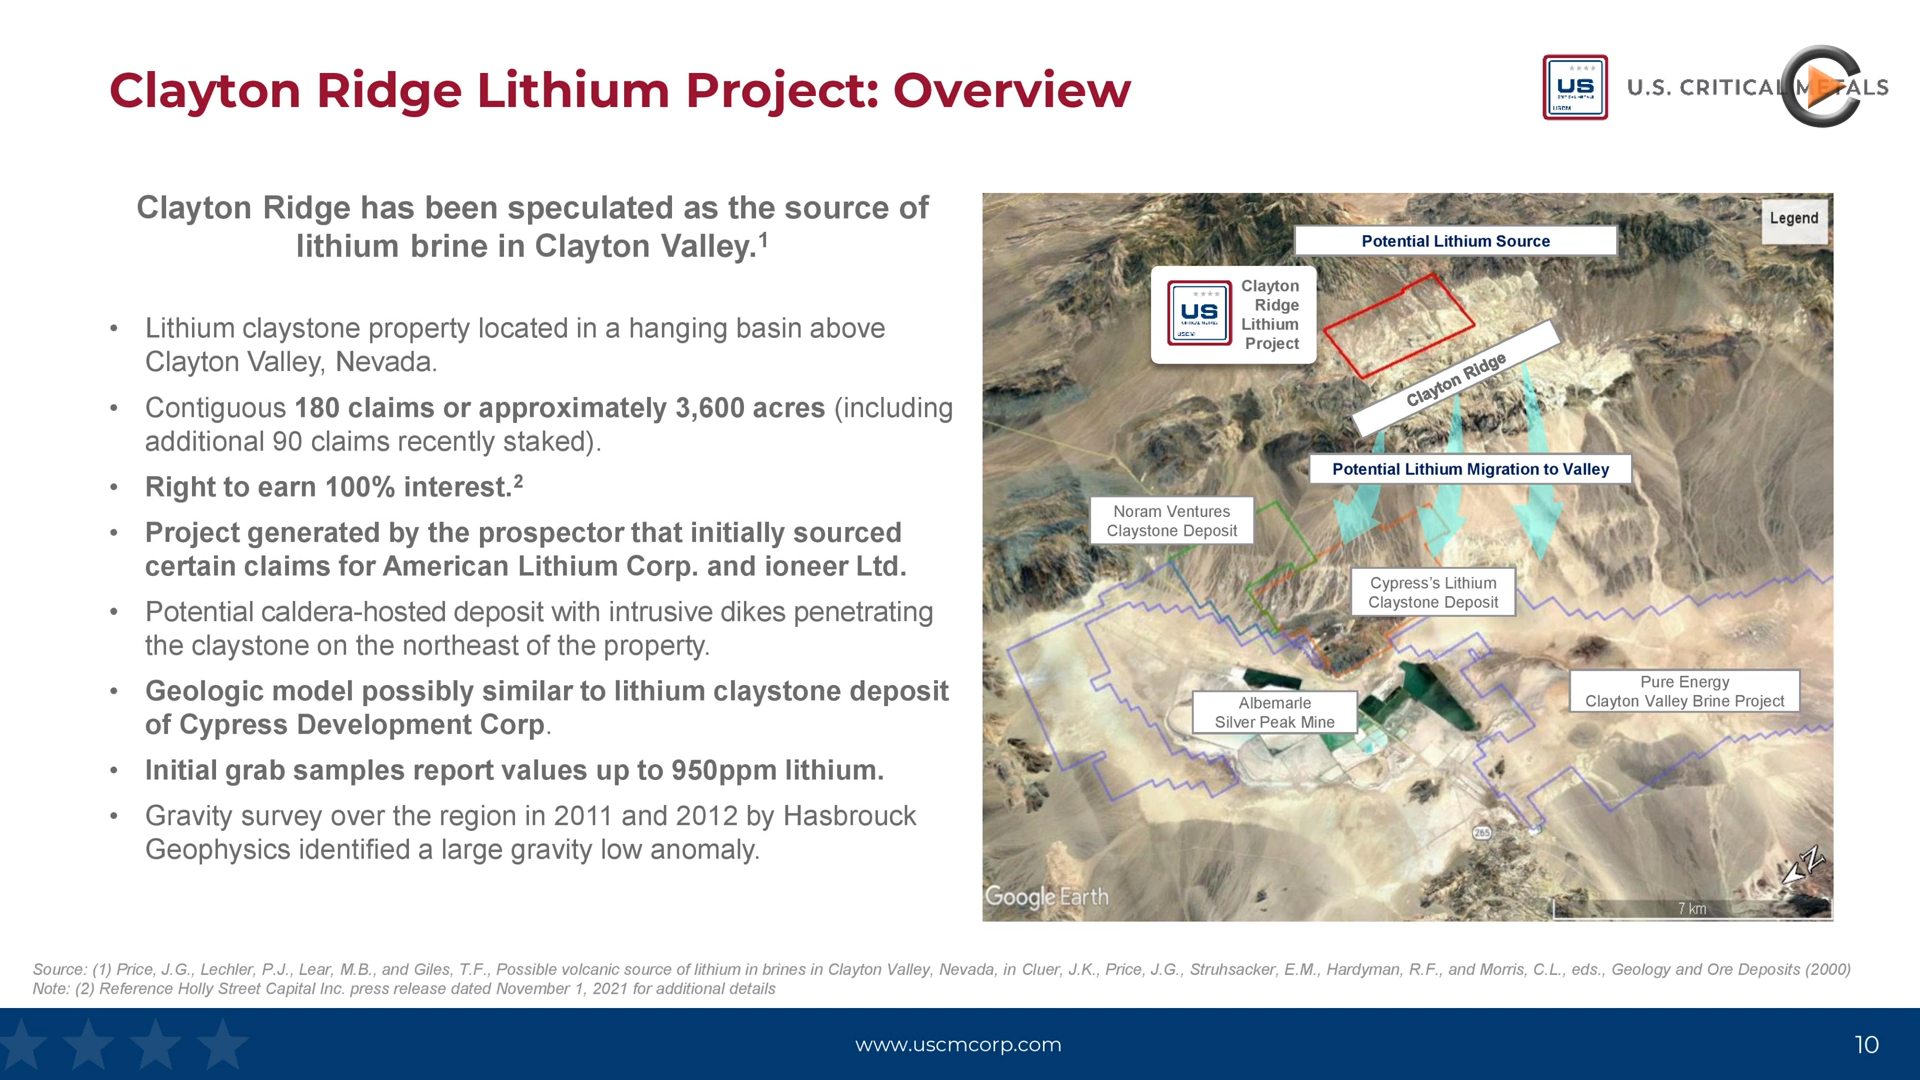 Clayton Ridge Lithium Project: Overview
US
USCM
U.S. CRITICAL METALS
Clayton Ridge has been speculated as the source of
lithium brine in Clayton Valley.1
• Lithium claystone property located in a hanging basin above
Clayton Valley, Nevada.
• Contiguous 180 claims or approximately 3,600 acres (including
additional 90 claims recently staked).
• Right to earn 100% interest.2
• Project generated by the prospector that initially sourced
certain claims for American Lithium Corp. and ioneer Ltd.
• Potential caldera-hosted deposit with intrusive dikes penetrating
the claystone on the northeast of the property.
• Geologic model possibly similar to lithium claystone deposit
of Cypress Development Corp.
• Initial grab samples report values up to 950ppm lithium.
• Gravity survey over the region in 2011 and 2012 by Hasbrouck
Geophysics identified a large gravity low anomaly.
Legend
Potential Lithium Source
US
USCM
Clayton
Ridge
Lithium
Project
Clayton Ridge
Potential Lithium Migration to Valley
Noram Ventures
Claystone Deposit
Cypress’s Lithium
Claystone Deposit
Pure Energy
Clayton Valley Brine Project
Albemarle
Silver Peak Mine
265
N
Google Earth
7 km
Source: (1) Price, J.G., Lechler, P.J., Lear, M.B., and Giles, T.F., Possible volcanic source of lithium in brines in Clayton Valley, Nevada, in Cluer, J.K., Price, J.G., Struhsacker, E.M., Hardyman, R.F., and Morris, C.L., eds., Geology and Ore Deposits (2000)
Note: (2) Reference Holly Street Capital Inc. press release dated November 1, 2021 for additional details
www.uscmcorp.com
10